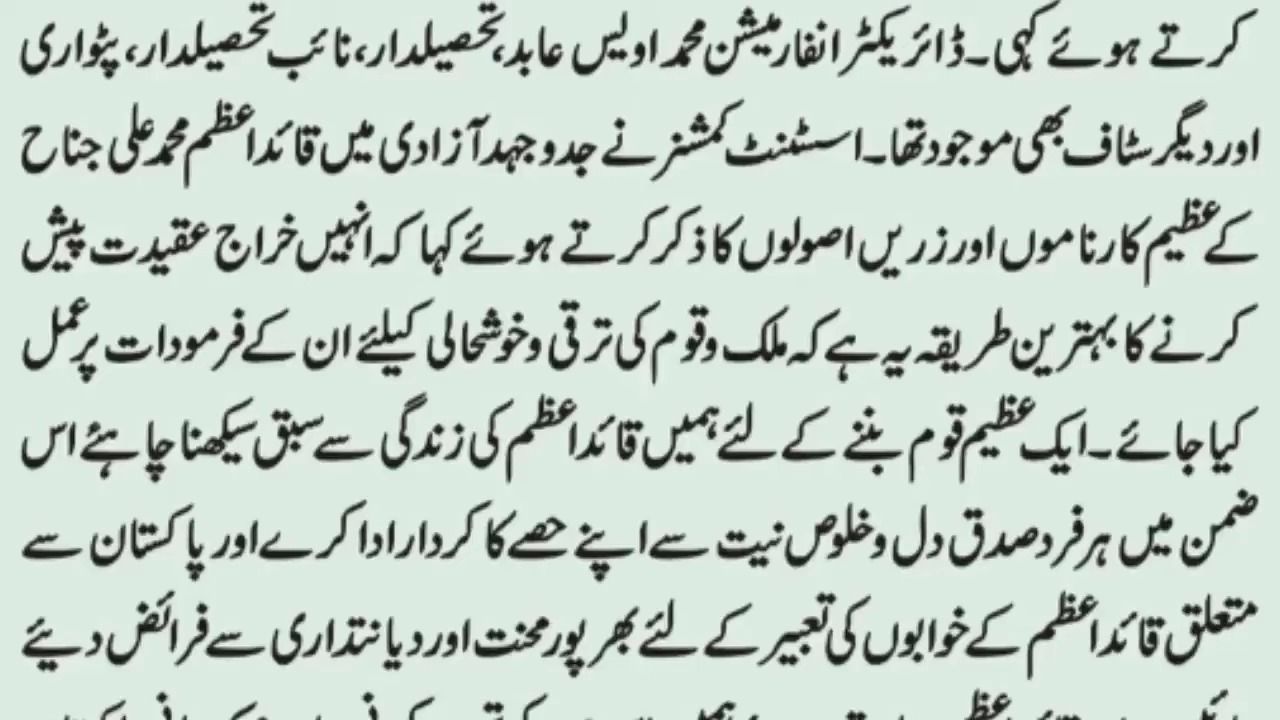 کرتے ہوئے کہی۔ڈائریکٹر انفارمیشن محمد اویس عابد، تحصیلدار، نائب تحصیلدار، پٹواری
اور دیگر سٹاف بھی موجود تھا۔اسسٹنٹ کمشنر نے جدوجہد آزادی میں قائداعظم محمد علی جناح
کے عظیم کارناموں اور زریں اصولوں کا ذکر کرتے ہوئے کہا کہ انہیں خراج عقیدت پیش
کرنے کا بہترین طریقہ یہ ہے کہ ملک و قوم کی ترقی و خوشحالی کیلئے ان کے فرمودات پر عمل
کیا جائے۔ایک عظیم قوم بننے کے لئے ہمیں قائداعظم کی زندگی سے سبق سیکھنا چاہئے اس
ضمن میں ہر فرد صدق دل و خلوص نیت سے اپنے حصے کا کردار ادا کرے اور پاکستان سے
متعلق قائداعظم کے خوابوں کی تعبیر کے لئے بھرپور محنت اور دیانتداری سے فرائض دیئے